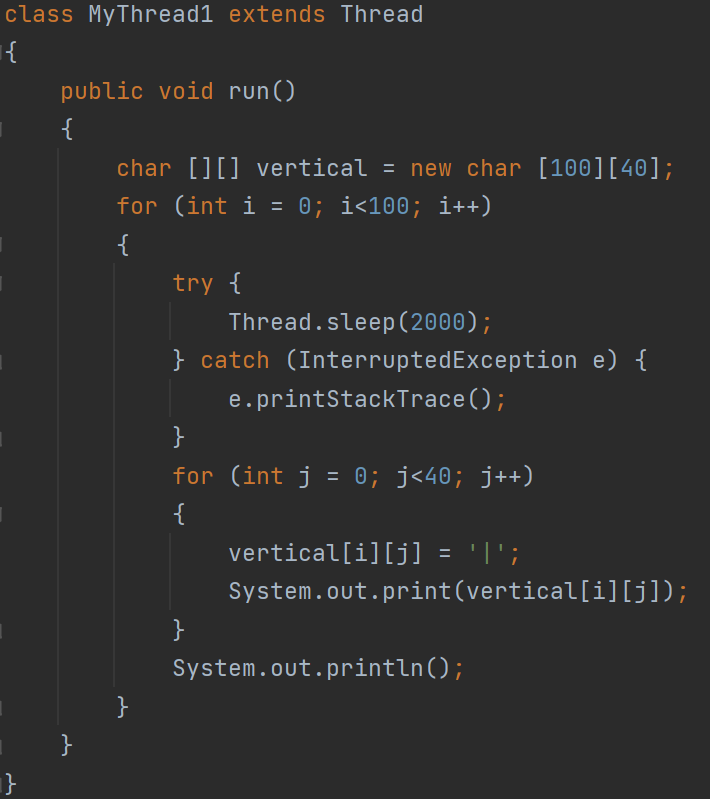 class MyThread1 extends Thread
{
    public void run()
    {
        char [][] vertical = new char [100][40];
        for (int i = 0; i<100; i++)
        {
            try {
                Thread.sleep(2000);
            } catch (InterruptedException e) {
                e.printStackTrace();
            }
            for (int j = 0; j<40; j++)
            {
                vertical[i][j] = '|';
                System.out.print(vertical[i][j]);
            }
            System.out.println();
        }
    }
}